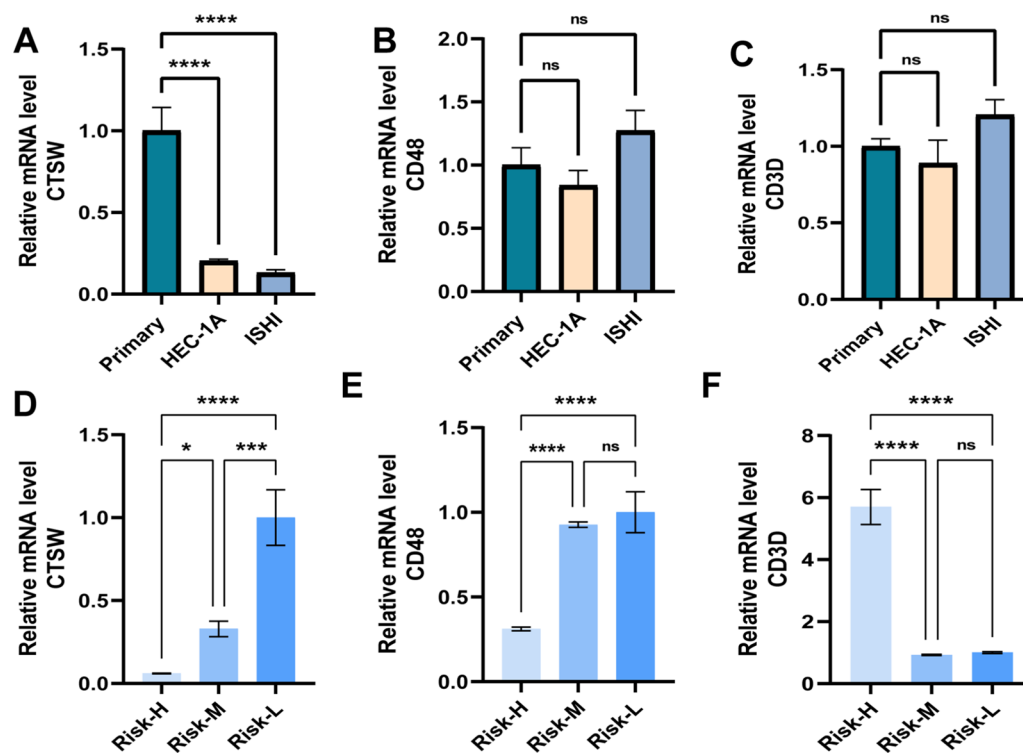 A
Relative mRNA level
CTSW
1.5
1.0
0.5
0.0
****
****
Primary
HEC-1A
ISHI
B
Relative mRNA level
CD48
2.0
1.5
1.0
0.5
0.0
ns
ns
Primary
HEC-1A
ISHI
C
Relative mRNA level
CD3D
1.5
1.0
0.5
0.0
ns
ns
Primary
HEC-1A
ISHI
D
Relative mRNA level
CTSW
1.5
1.0
0.5
0.0
****
* ***
Risk-H
Risk-M
Risk-L
E
Relative mRNA level
CD48
1.5
1.0
0.5
0.0
****
**** ns
Risk-H
Risk-M
Risk-L
F
Relative mRNA level
CD3D
8
6
4
2
0
****
**** ns
Risk-H
Risk-M
Risk-L